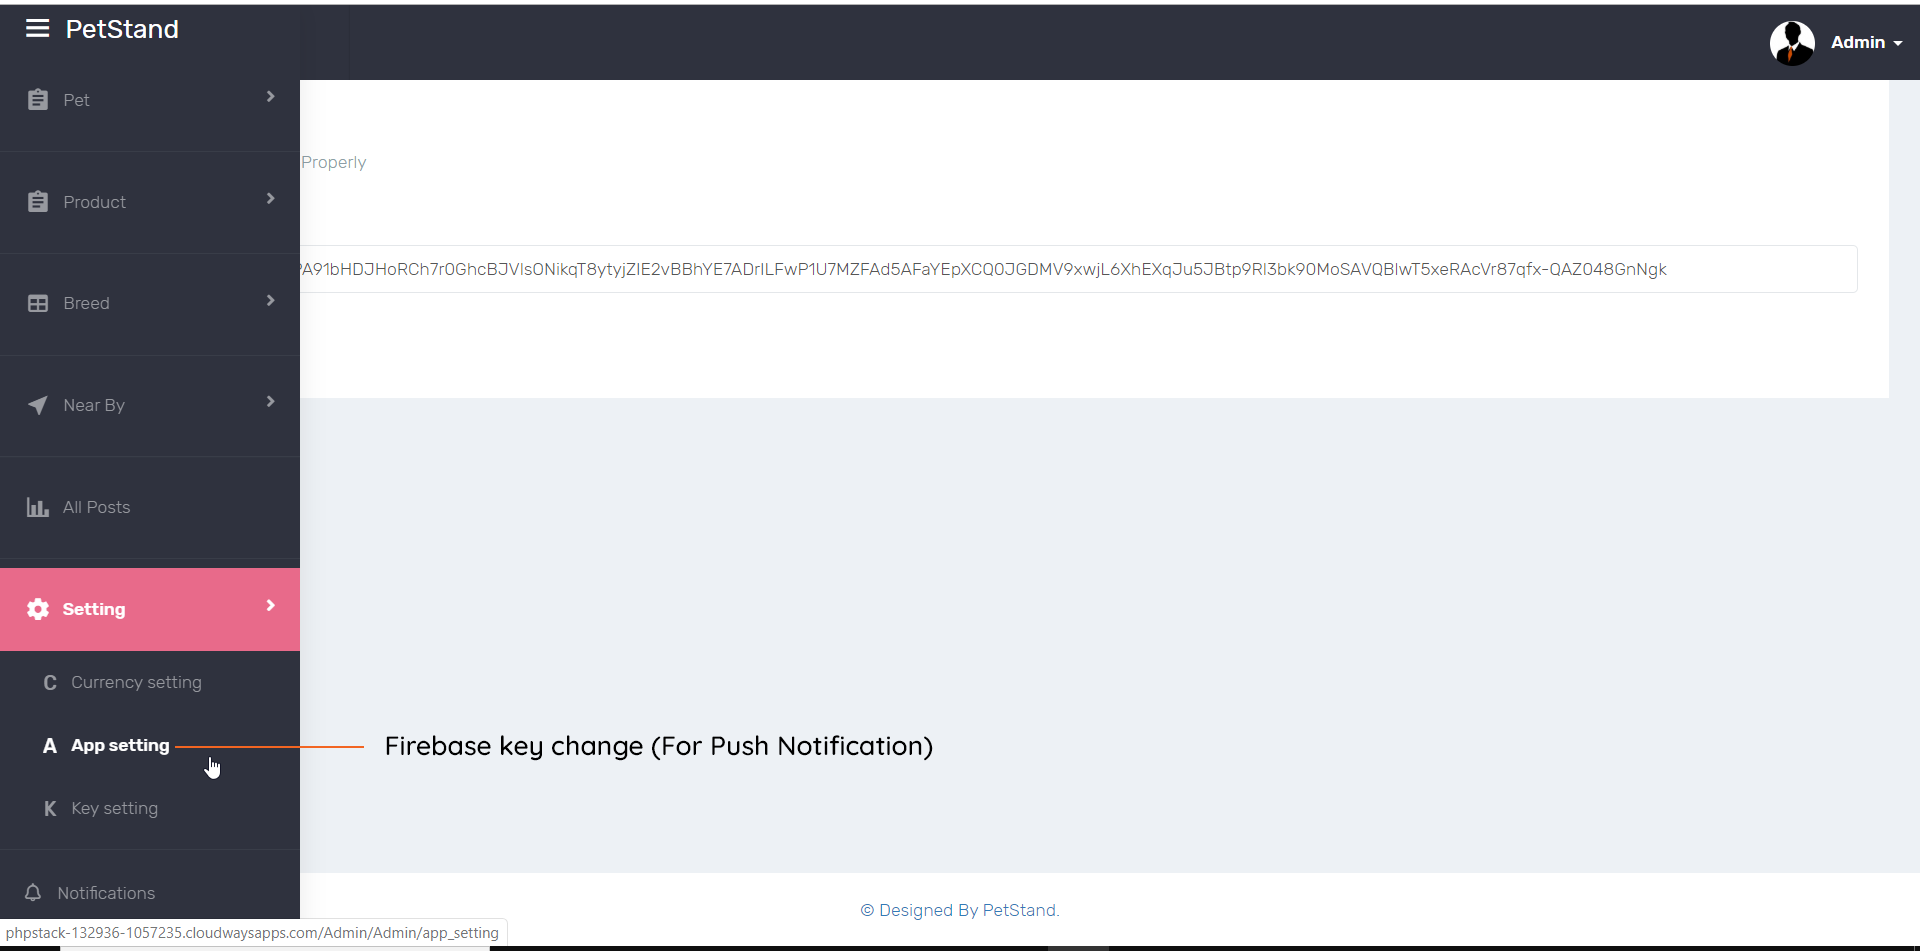 PetStand
Admin
Pet
Properly
Product
A91bHDJHoRCh7r0GhcBJVlsONikqT8ytyjZIE2vBBhYE7ADrlLFwP1U7MZFAd5AFaYEpXCQ0JGDMV9xwjL6XhEXqJu5JBtp9Rl3bk90MoSAVQBlwT5xeRAcVr87qfx-QAZ048GnNgk
Breed
Near By
All Posts
Setting
C Currency setting
A App setting
Firebase key change (For Push Notification)
K Key setting
Notifications
© Designed By PetStand.
phpstack-132936-1057235.cloudwaysapps.com/Admin/Admin/app_setting